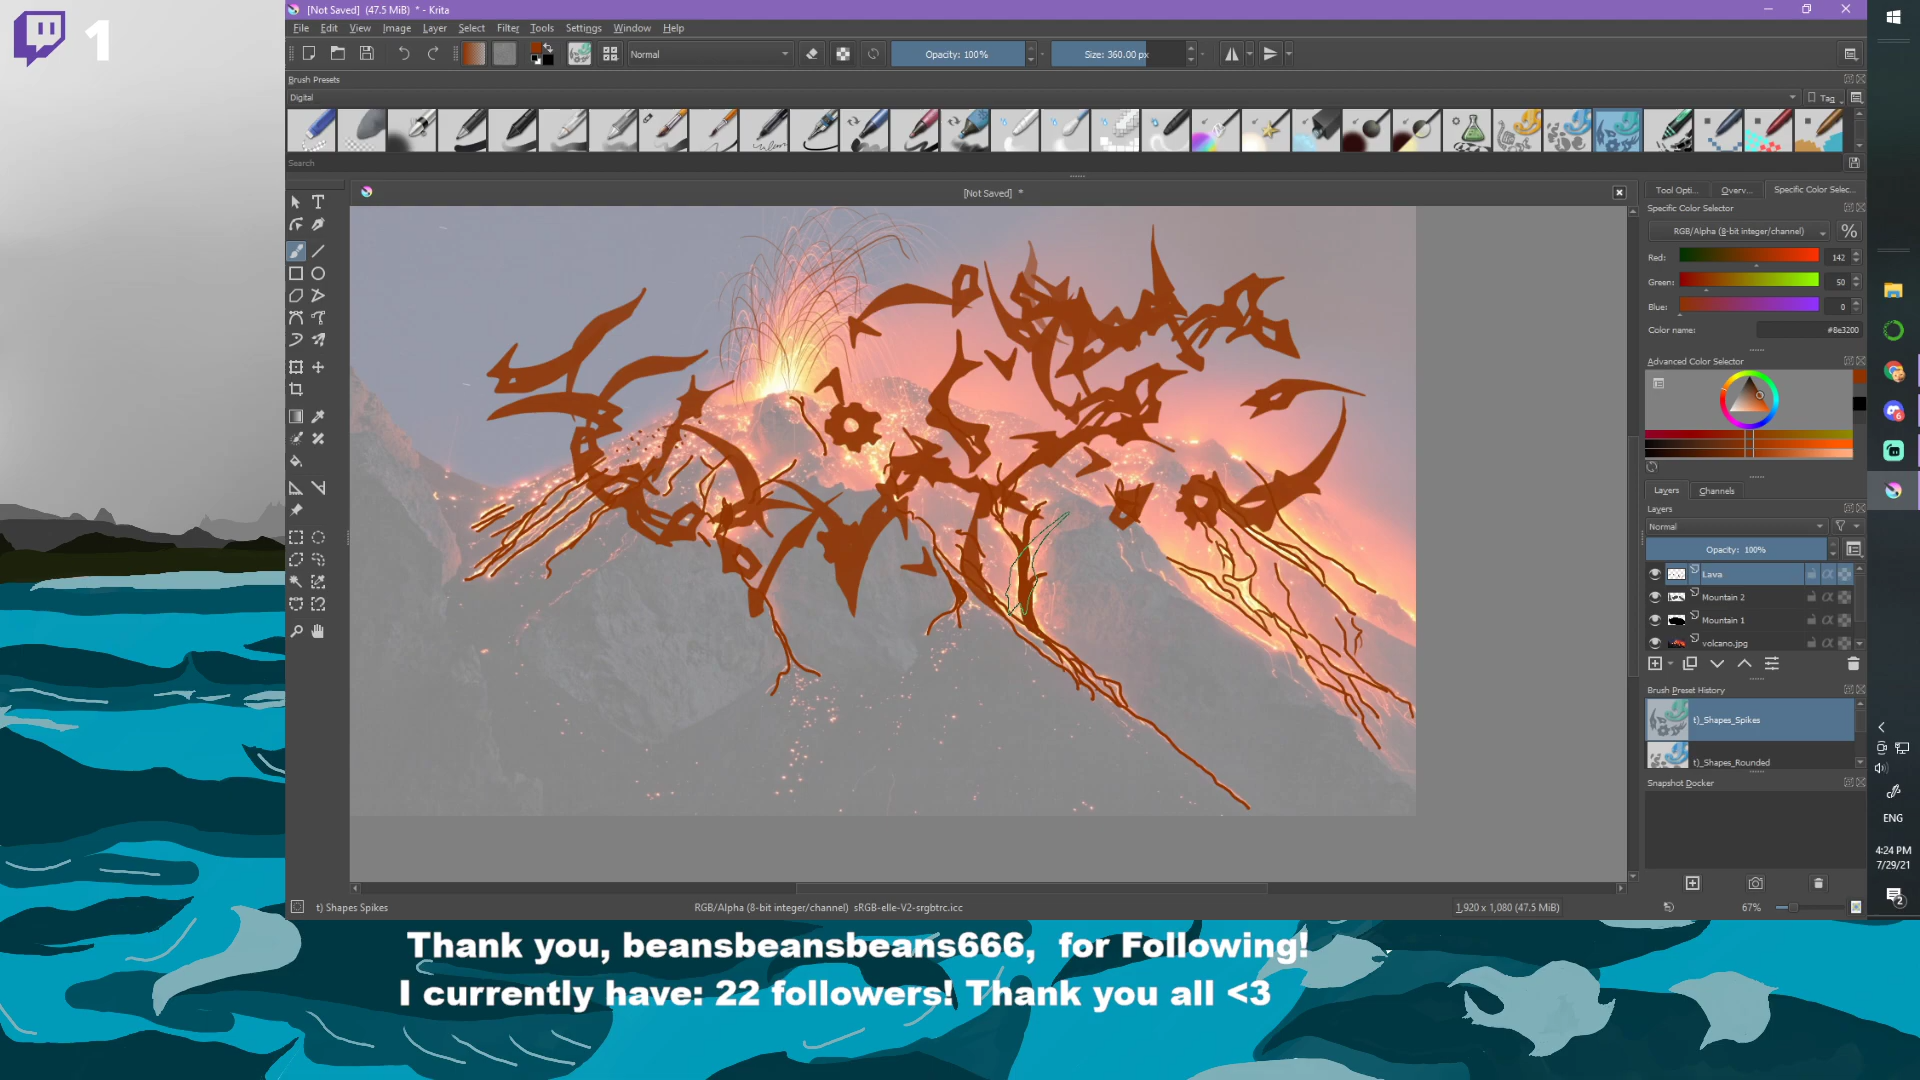 1
[Not Saved]  (47.5 MiB)  * - Krita
File Edit View Image Layer Select Filter Tools Settings Window Help
Normal
Opacity: 100%
Size: 360.00 px
Brush Presets
Digital
Tag
Search
[Not Saved] *
Tool Opti...
Overv...
Specific Color Selec...
Specific Color Selector
RGB/Alpha (8-bit integer/channel)
%
Red: 142
Green: 50
Blue: 0
Color name: #8e3200
Advanced Color Selector
Layers Channels
Layers
Normal
Opacity: 100%
Lava
Mountain 2
Mountain 1
volcano.jpg
Brush Preset History
t)_Shapes_Spikes
t)_Shapes_Rounded
Snapshot Docker
ENG
4:24 PM
7/29/21
2
t) Shapes Spikes
RGB/Alpha (8-bit integer/channel)  sRGB-elle-V2-srgbtrc.icc
1,920 x 1,080 (47.5 MiB)
67%
Thank you, beansbeansbeans666,  for Following!
I currently have: 22 followers! Thank you all <3